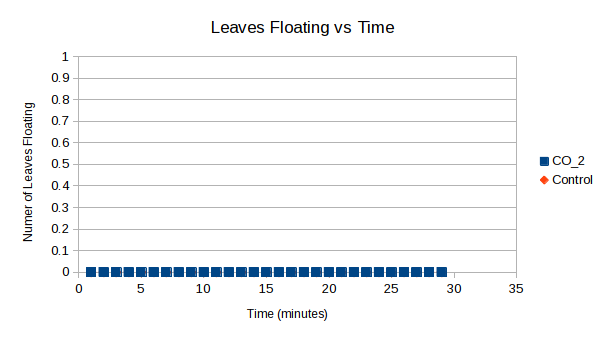 Leaves Floating vs Time
Numer of Leaves Floating
1
0.9
0.8
0.7
0.6
0.5
0.4
0.3
0.2
0.1
0
0 5 10 15 20 25 30 35
Time (minutes)
CO_2
Control